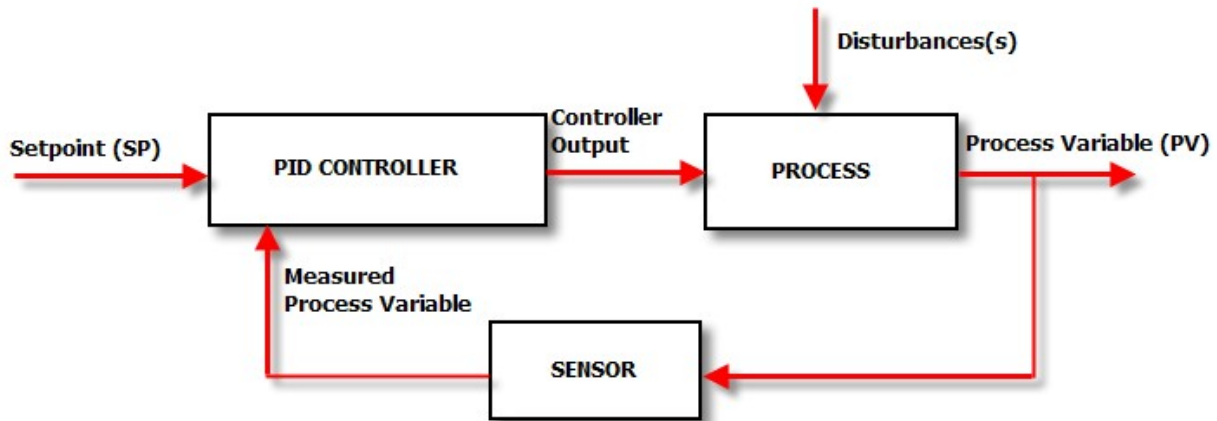 Disturbances(s)
Controller
Output
Setpoint (SP)
PID CONTROLLER
PROCESS
Process Variable (PV)
Measured
Process Variable
SENSOR